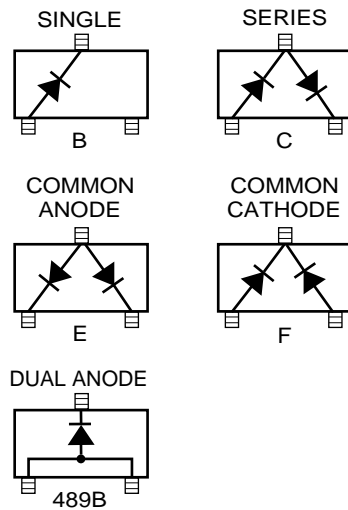 SINGLE
SERIES
B
C
COMMON
ANODE
COMMON
CATHODE
E
F
DUAL ANODE
489B